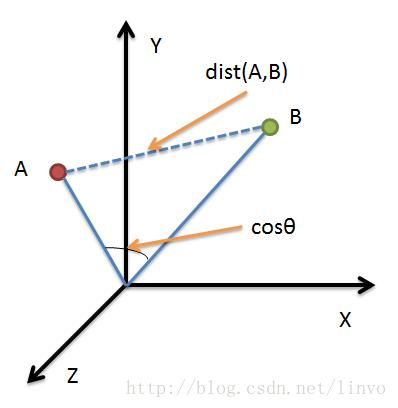 Y
dist(A,B)
B
A
cosθ
X
Z
http://blog.csdn.net/linvo